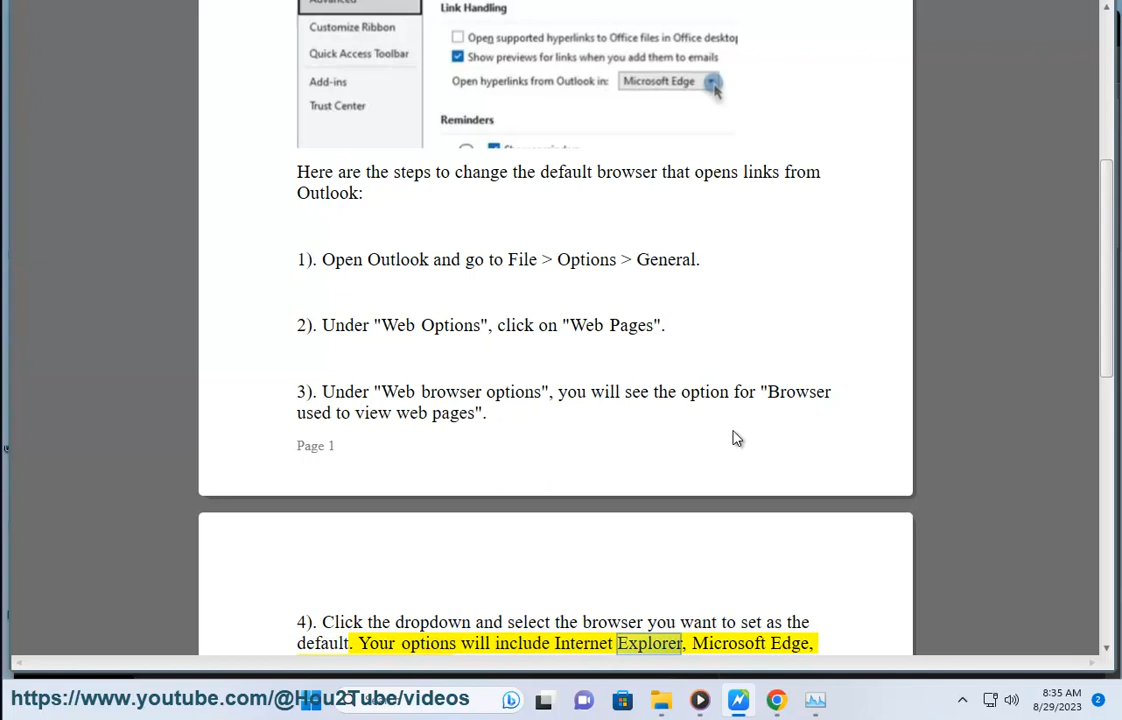 Link Handling
Customize Ribbon
Open supported hyperlinks to Office files in Office desktop
Quick Access Toolbar
Show previews for links when you add them to emails
Add-ins
Open hyperlinks from Outlook in: Microsoft Edge
Trust Center
Reminders
Here are the steps to change the default browser that opens links from
Outlook:
1). Open Outlook and go to File > Options > General.
2). Under "Web Options", click on "Web Pages".
3). Under "Web browser options", you will see the option for "Browser
used to view web pages".
Page 1
4). Click the dropdown and select the browser you want to set as the
default. Your options will include Internet Explorer, Microsoft Edge,
https://www.youtube.com/@Hou2Tube/videos
8:35 AM
8/29/2023
2